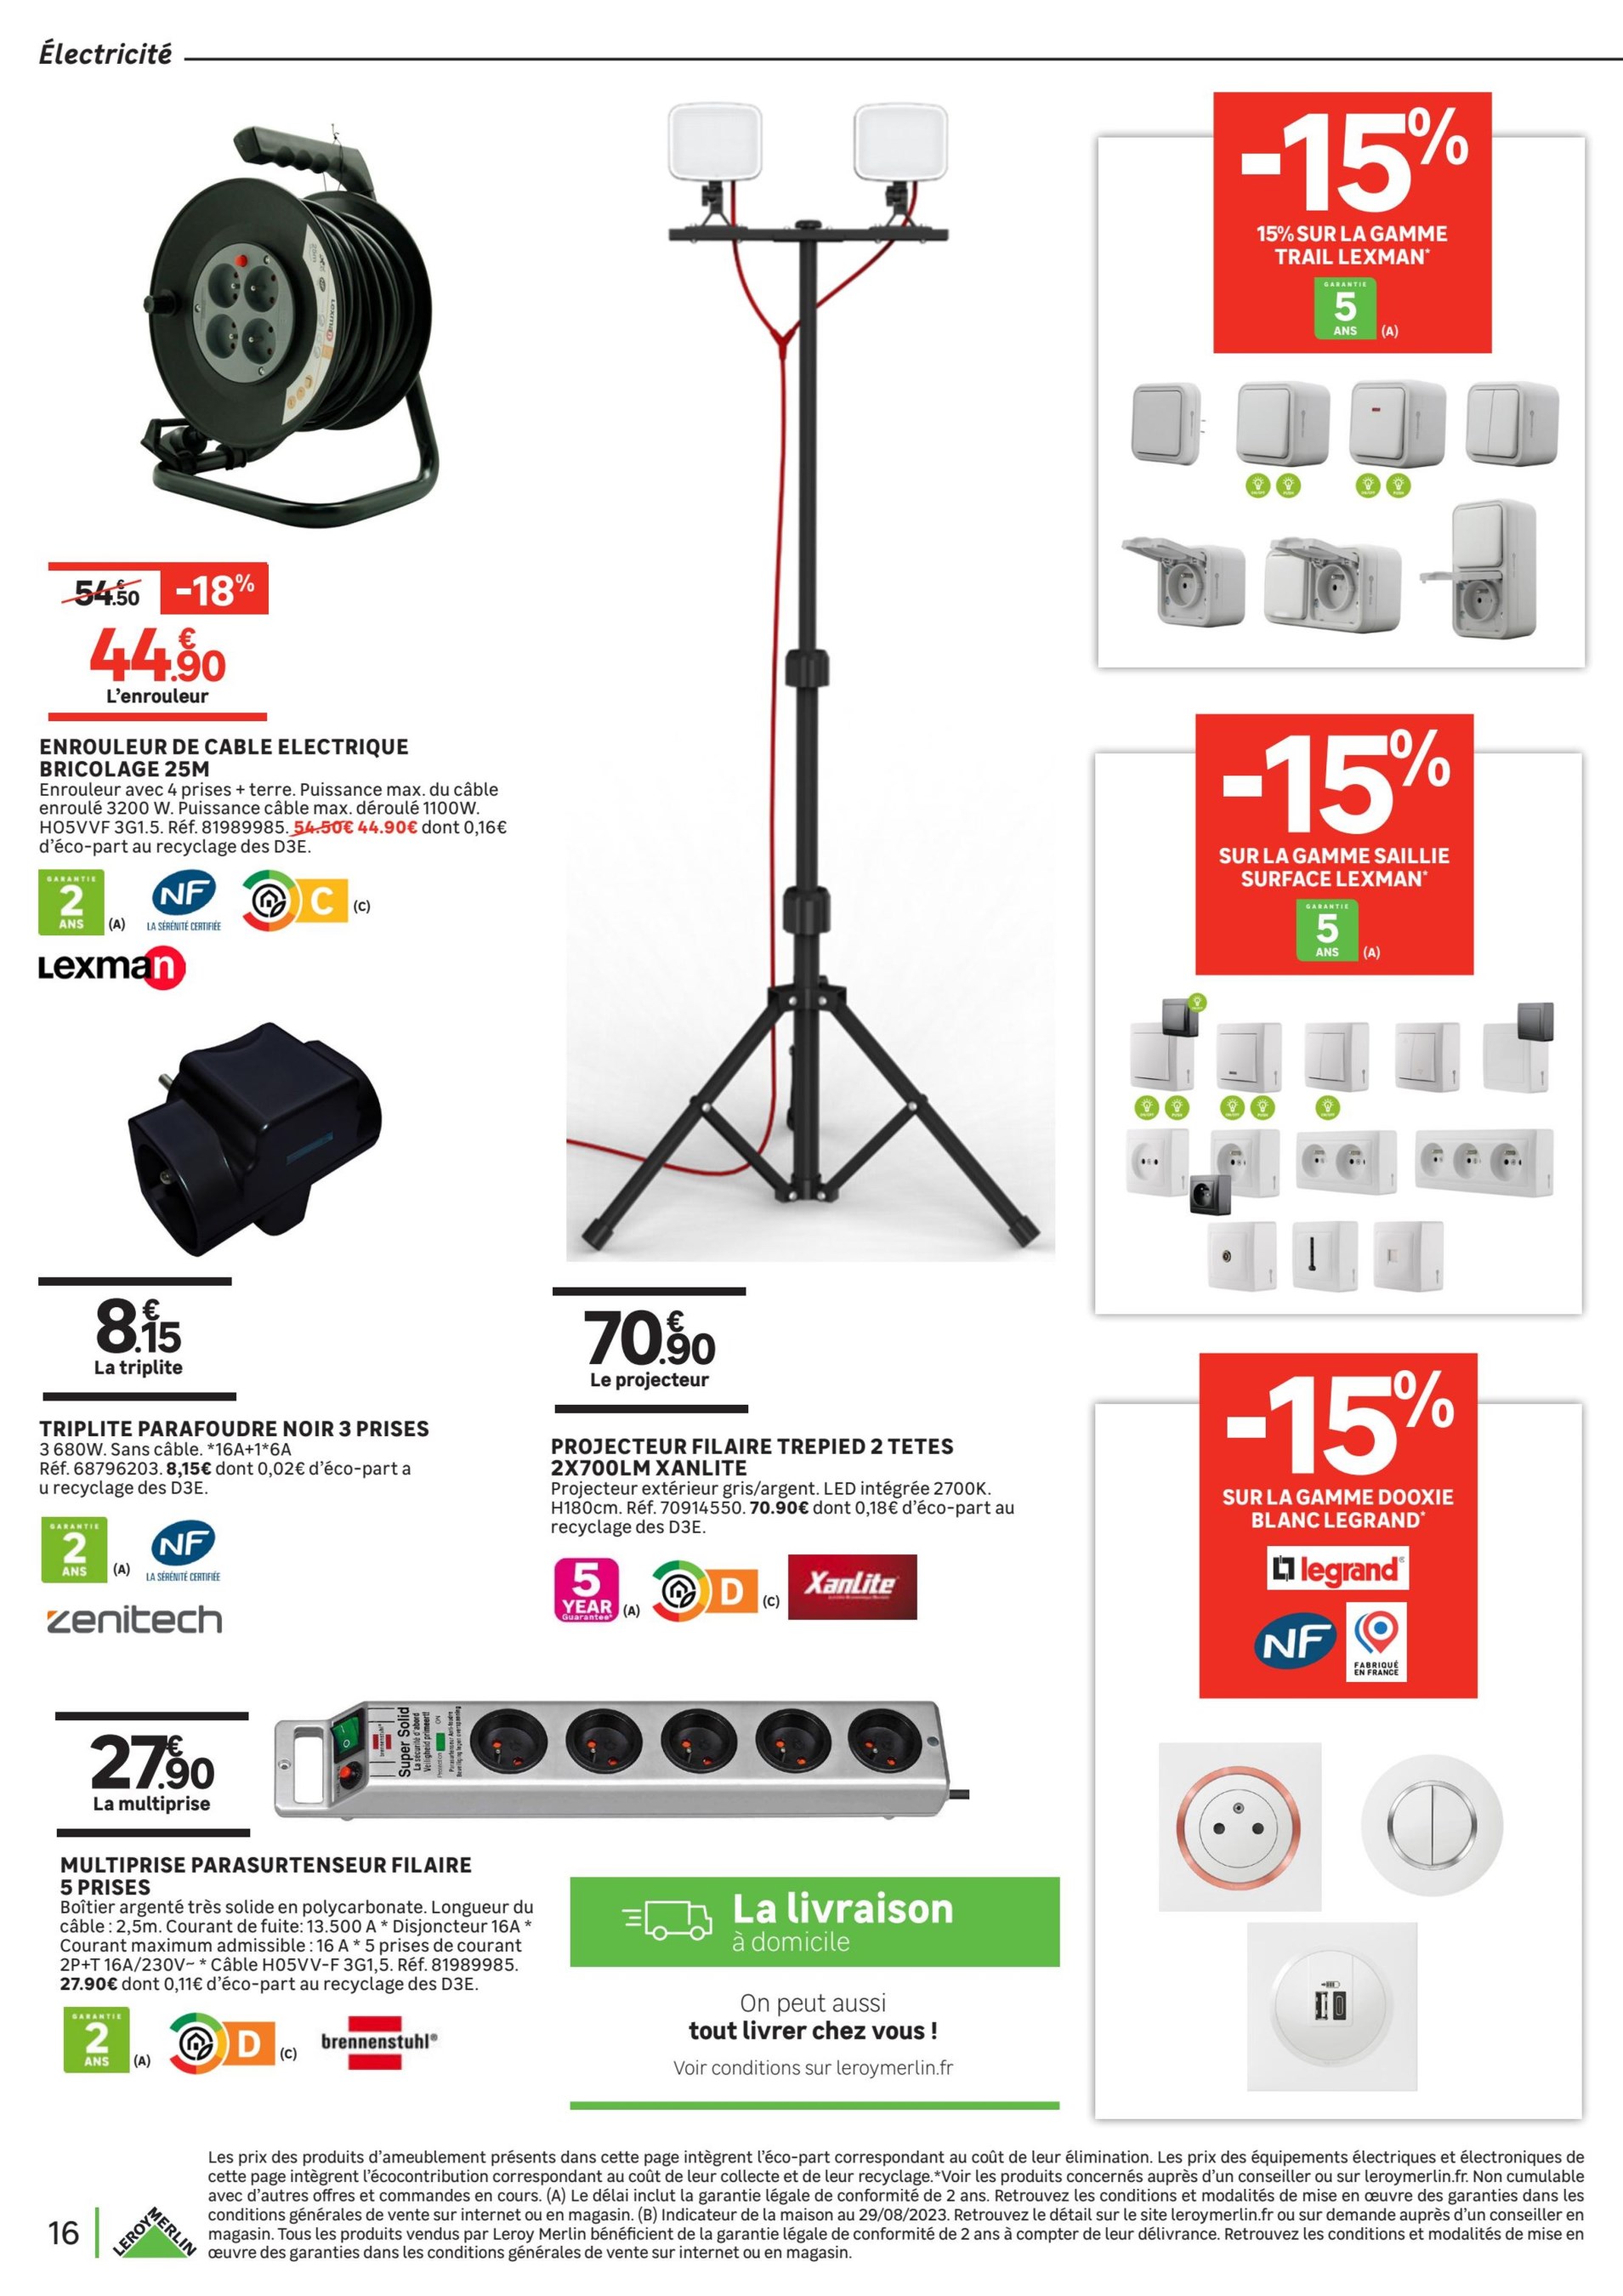 Électricité
54€.50 -18%
44€.90
L'enrouleur
ENROULEUR DE CABLE ELECTRIQUE
BRICOLAGE 25M
Enrouleur avec 4 prises + terre. Puissance max. du câble
enroulé 3200 W. Puissance câble max. déroulé 1100W.
HO5VVF 3G1.5. Réf. 81989985. 54.50€ 44.90€ dont 0,16€
d'éco-part au recyclage des D3E.
GARANTIE
2
ANS (A)
NF
LA SÉRÉNITÉ CERTIFIÉE
C (C)
Lexman
8€.15
La triplite
TRIPLITE PARAFOUDRE NOIR 3 PRISES
3 680W. Sans câble. *16A+1*6A
Réf. 68796203. 8,15€ dont 0,02€ d'éco-part a
u recyclage des D3E.
GARANTIE
2
ANS (A)
NF
LA SÉRÉNITÉ CERTIFIÉE
zenitech
70€.90
Le projecteur
PROJECTEUR FILAIRE TREPIED 2 TETES
2X700LM XANLITE
Projecteur extérieur gris/argent. LED intégrée 2700K.
H180cm. Réf. 70914550. 70.90€ dont 0,18€ d'éco-part au
recyclage des D3E.
5
YEAR
Guarantee* (A)
D (C)
Xanlite
27€.90
La multiprise
Super Solid
La sécurité d'abord
Veiligheid primeert!
MULTIPRISE PARASURTENSEUR FILAIRE
5 PRISES
Boîtier argenté très solide en polycarbonate. Longueur du
câble : 2,5m. Courant de fuite: 13.500 A * Disjoncteur 16A *
Courant maximum admissible : 16 A * 5 prises de courant
2P+T 16A/230V~ * Câble H05VV-F 3G1,5. Réf. 81989985.
27.90€ dont 0,11€ d'éco-part au recyclage des D3E.
GARANTIE
2
ANS (A)
D (C)
brennenstuhl®
La livraison
à domicile
On peut aussi
tout livrer chez vous !
Voir conditions sur leroymerlin.fr
-15%
15% SUR LA GAMME
TRAIL LEXMAN*
GARANTIE
5
ANS (A)
-15%
SUR LA GAMME SAILLIE
SURFACE LEXMAN*
GARANTIE
5
ANS (A)
-15%
SUR LA GAMME DOOXIE
BLANC LEGRAND*
legrand®
NF
FABRIQUÉ
EN FRANCE
Les prix des produits d'ameublement présents dans cette page intègrent l'éco-part correspondant au coût de leur élimination. Les prix des équipements électriques et électroniques de
cette page intègrent l'écocontribution correspondant au coût de leur collecte et de leur recyclage.*Voir les produits concernés auprès d'un conseiller ou sur leroymerlin.fr. Non cumulable
avec d'autres offres et commandes en cours. (A) Le délai inclut la garantie légale de conformité de 2 ans. Retrouvez les conditions et modalités de mise en œuvre des garanties dans les
conditions générales de vente sur internet ou en magasin. (B) Indicateur de la maison au 29/08/2023. Retrouvez le détail sur le site leroymerlin.fr ou sur demande auprès d'un conseiller en
magasin. Tous les produits vendus par Leroy Merlin bénéficient de la garantie légale de conformité de 2 ans à compter de leur délivrance. Retrouvez les conditions et modalités de mise en
œuvre des garanties dans les conditions générales de vente sur internet ou en magasin.
16
LEROY MERLIN